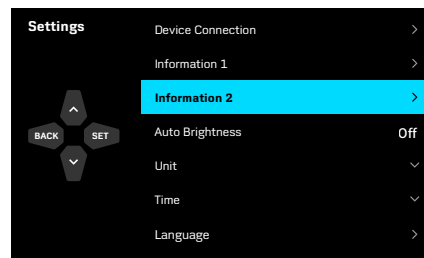 Settings
Device Connection
Information 1
Information 2
BACK SET
Auto Brightness Off
Unit
Time
Language